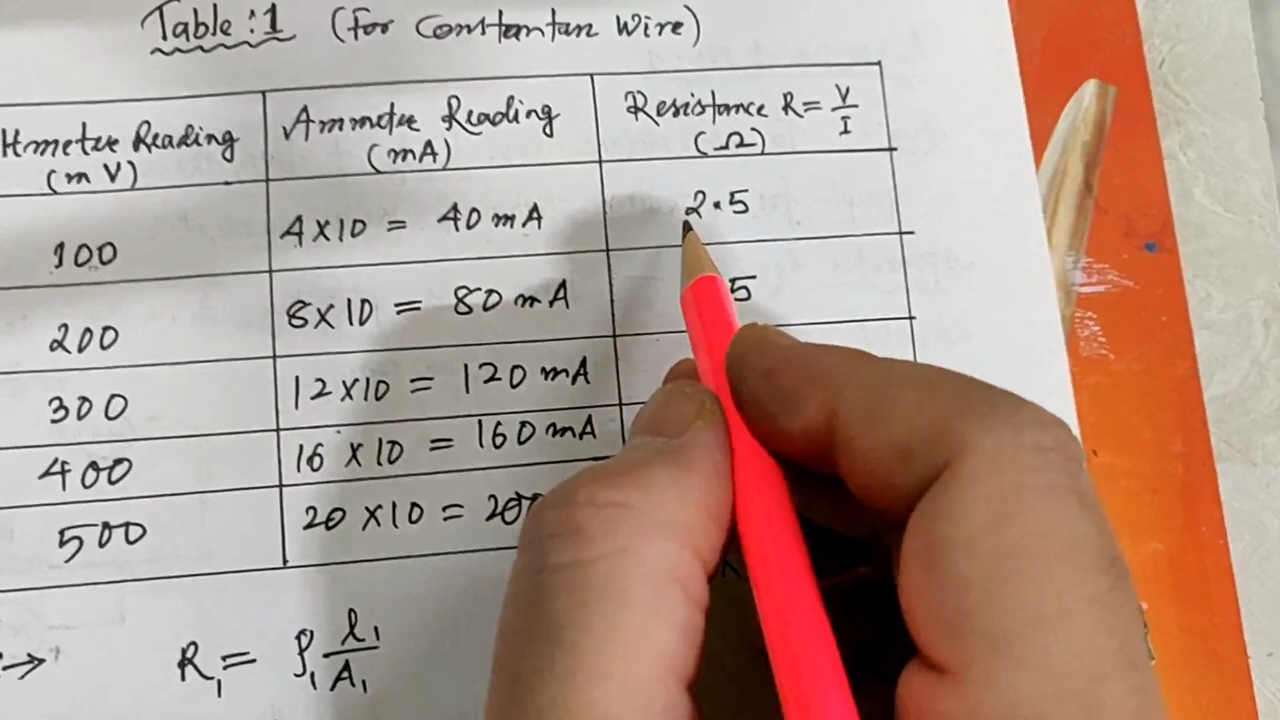 Table : 1 (For Constantan Wire)
Reading (mV) Ammeter Reading (mA) Resistance R = V/I (Ω)
100 4×10 = 40 mA 2.5
200 8×10 = 80 mA 5
300 12×10 = 120 mA
400 16×10 = 160 mA
500 20×10 = 200
→ R₁ = ρ₁ l₁/A₁